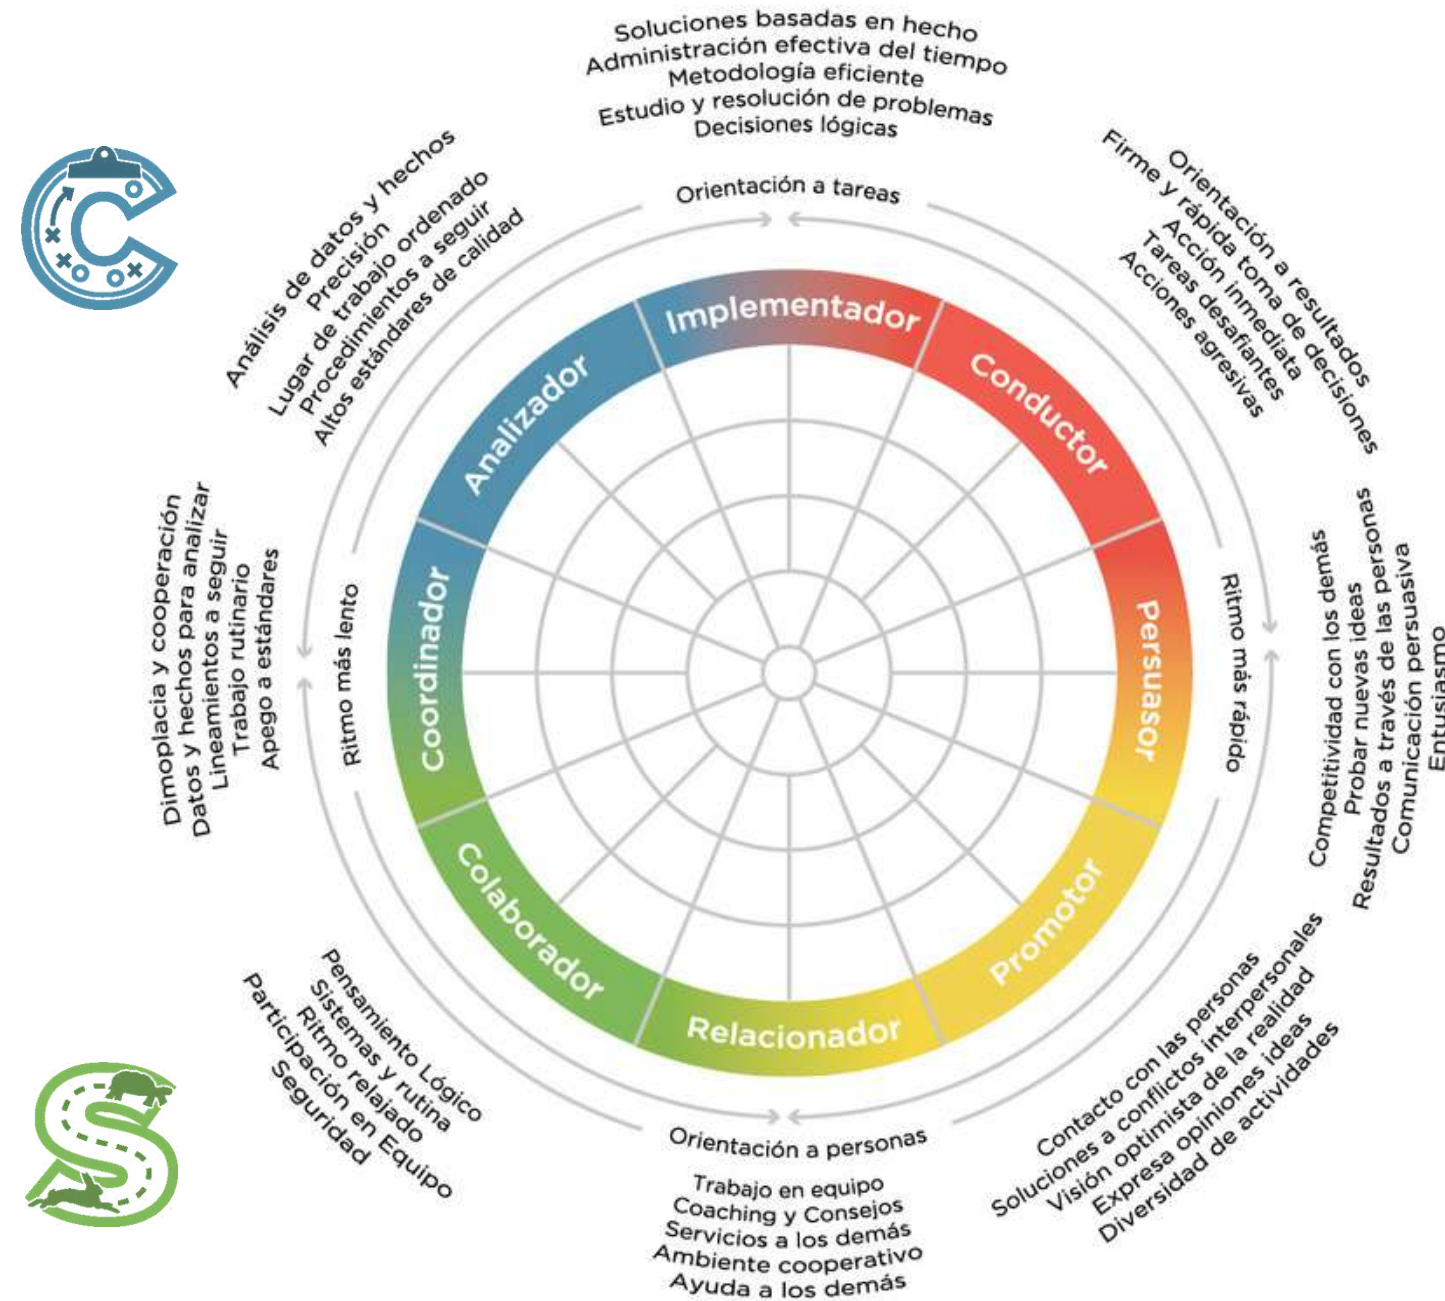 Soluciones basadas en hecho
Administración efectiva del tiempo
Metodología eficiente
Estudio y resolución de problemas
Decisiones lógicas
Orientación a tareas
C
Análisis de datos y hechos
Precisión
Lugar de trabajo ordenado
Procedimientos a seguir
Altos estándares de calidad
Orientación a resultados
Firme y rápida toma de decisiones
Acción inmediata
Tareas desafiantes
Acciones agresivas
Implementador
Analizador
Conductor
Dimoplacia y cooperación
Datos y hechos para analizar
Lineamientos a seguir
Trabajo rutinario
Apego a estándares
Ritmo más lento
Coordinador
Persuasor
Ritmo más rápido
Competitividad con los demás
Probar nuevas ideas
Resultados a través de las personas
Comunicación persuasiva
Entusiasmo
Colaborador
Relacionador
Promotor
S
Pensamiento Lógico
Sistemas y rutina
Ritmo relajado
Participación en Equipo
Seguridad
Contacto con las personas
Soluciones a conflictos interpersonales
Visión optimista de la realidad
Expresa opiniones ideas
Diversidad de actividades
Orientación a personas
Trabajo en equipo
Coaching y Consejos
Servicios a los demás
Ambiente cooperativo
Ayuda a los demás